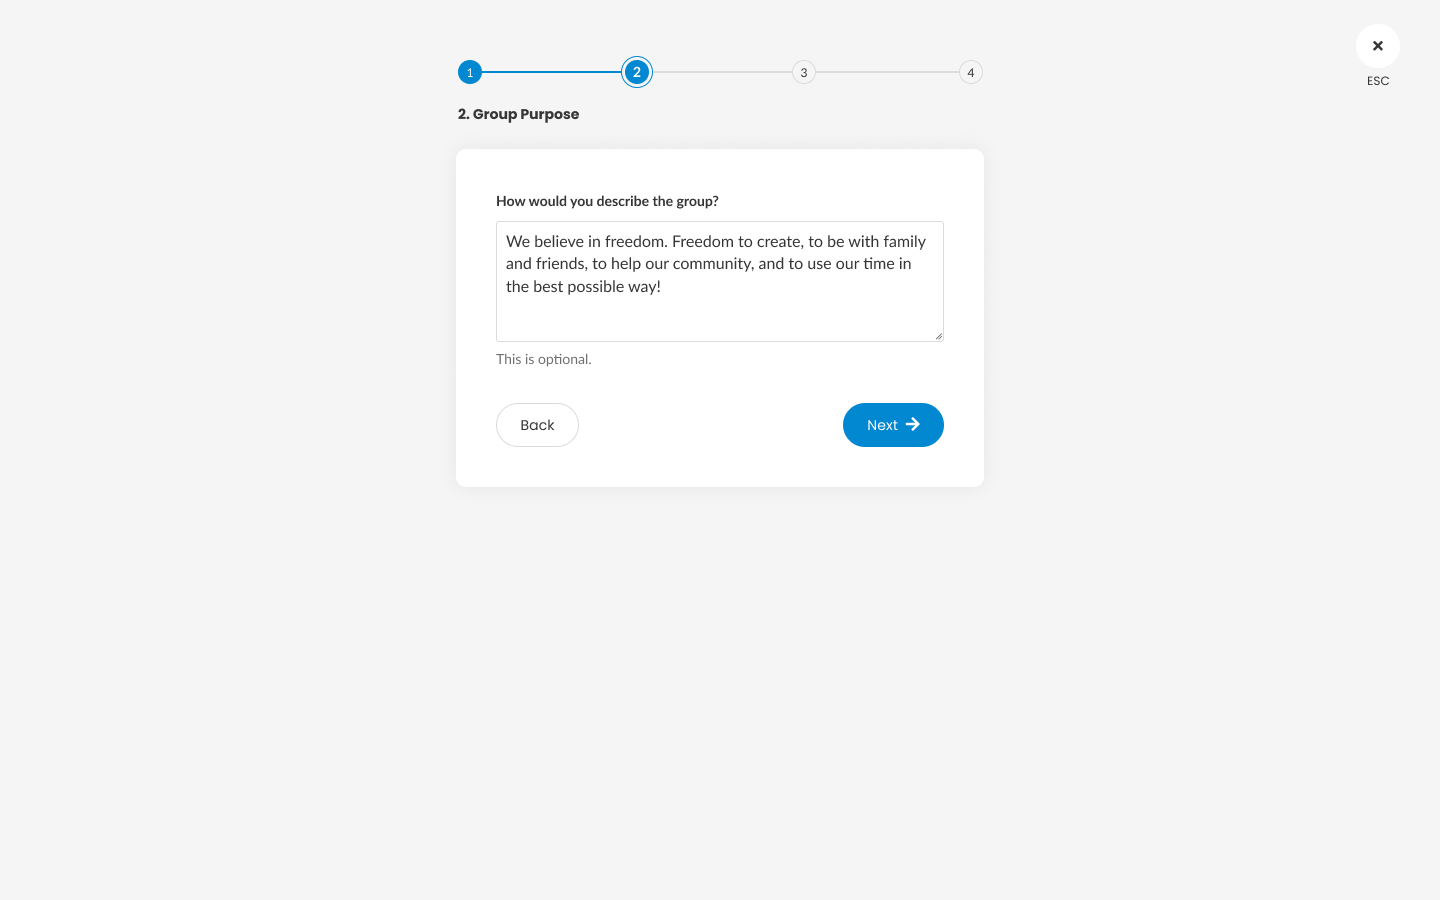 1
2
3
4
ESC
2. Group Purpose
How would you describe the group?
We believe in freedom. Freedom to create, to be with family
and friends, to help our community, and to use our time in
the best possible way!
This is optional.
Back
Next